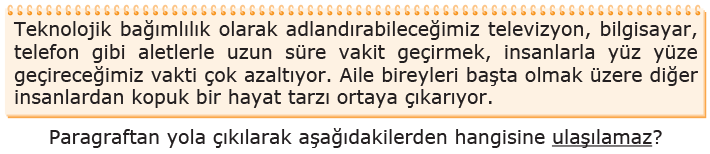 Teknolojik bağımlılık olarak adlandırabileceğimiz televizyon, bilgisayar,
telefon gibi aletlerle uzun süre vakit geçirmek, insanlarla yüz yüze
geçireceğimiz vakti çok azaltıyor. Aile bireyleri başta olmak üzere diğer
insanlardan kopuk bir hayat tarzı ortaya çıkarıyor.
Paragraftan yola çıkılarak aşağıdakilerden hangisine ulaşılamaz?